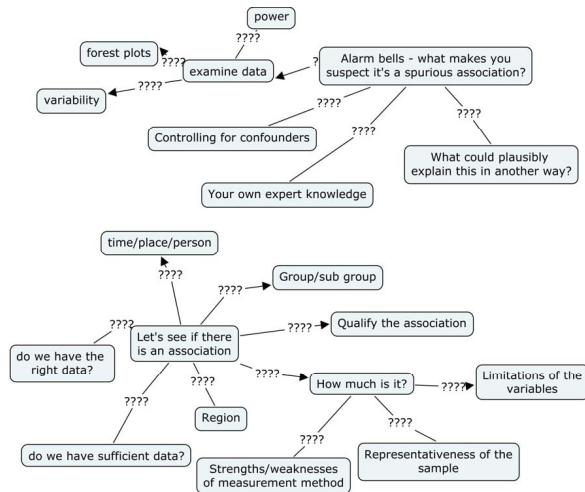 power
????
forest plots
????
examine data
?
Alarm bells - what makes you
suspect it's a spurious association?
????
variability
????
????
????
Controlling for confounders
What could plausibly
explain this in another way?
Your own expert knowledge
time/place/person
????
Group/sub group
????
????
Let's see if there
is an association
????
Qualify the association
do we have the
right data?
????
????
????
How much is it?
????
Limitations of the
variables
Region
????
????
do we have sufficient data?
Strengths/weaknesses
of measurement method
Representativeness of the
sample